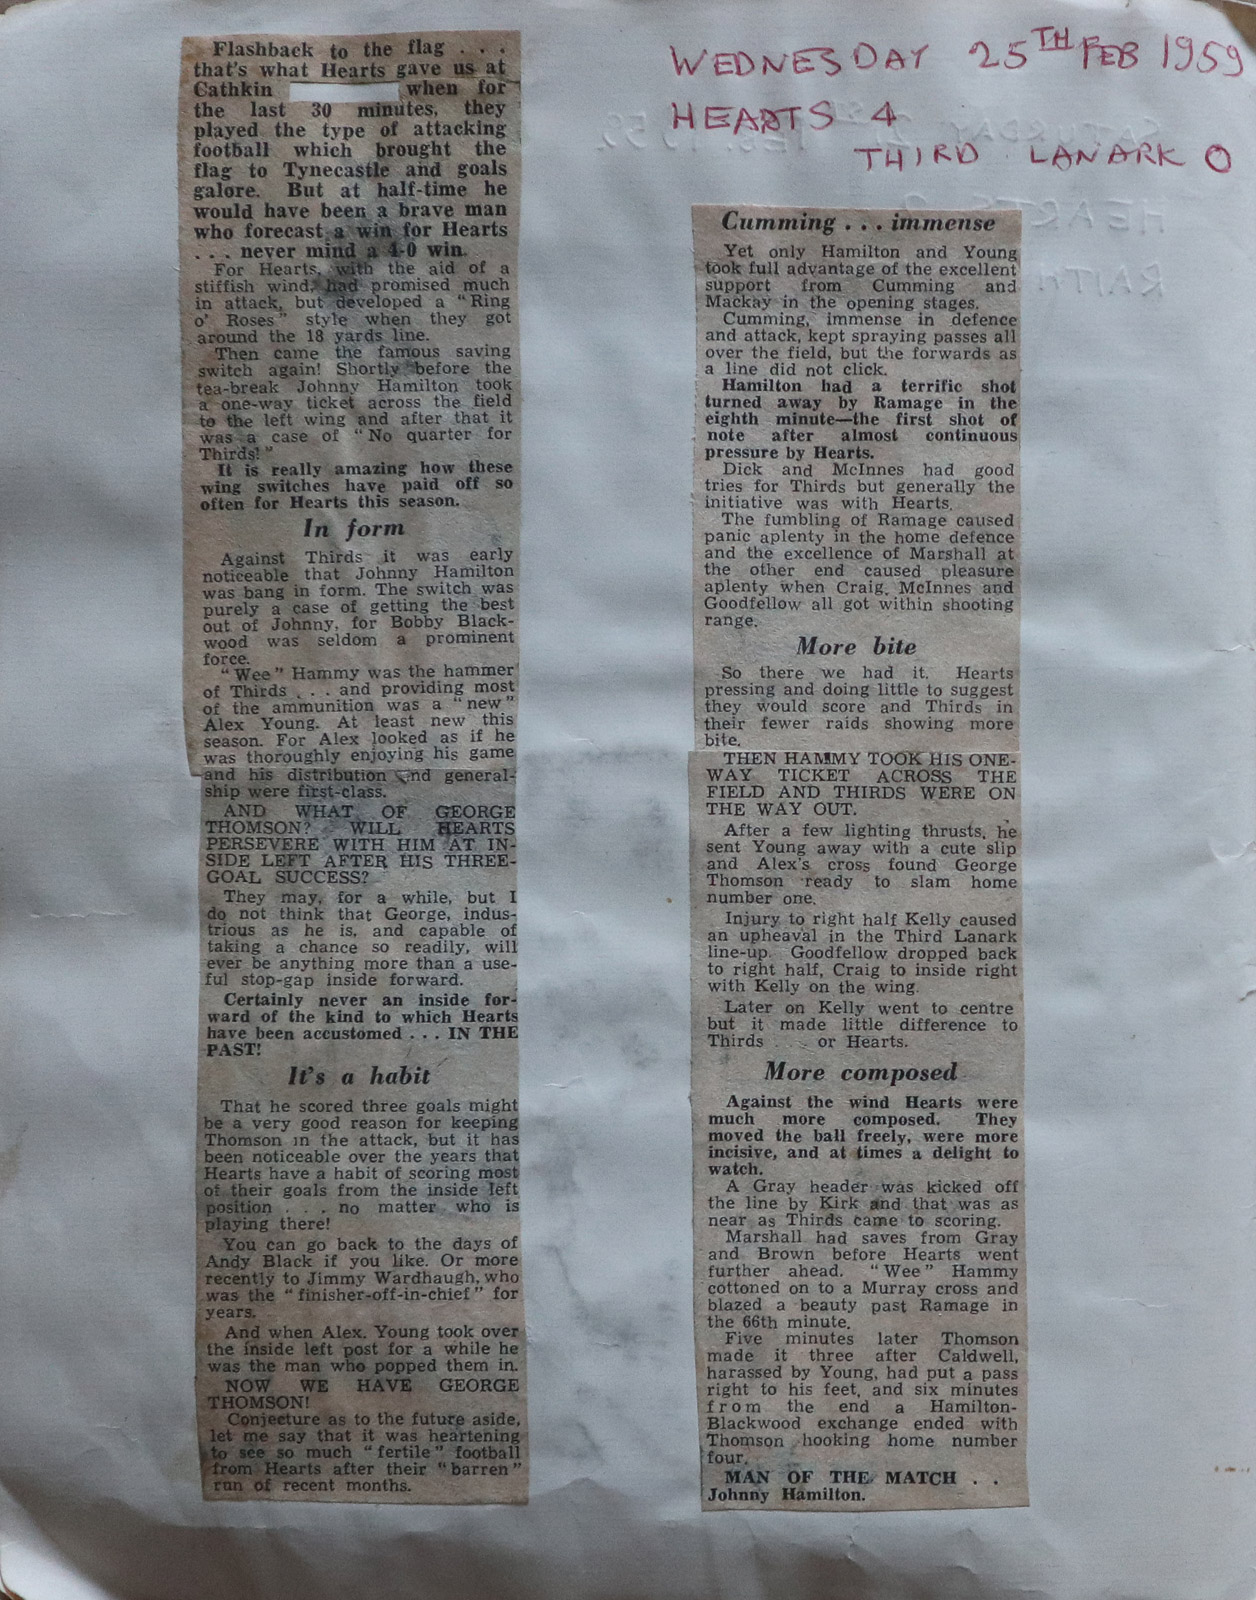 WEDNESDAY 25TH FEB 1959
HEARTS 4
THIRD LANARK 0
Flashback to the flag . . .
that's what Hearts gave us at
Cathkin when for
the last 30 minutes, they
played the type of attacking
football which brought the
flag to Tynecastle and goals
galore. But at half-time he
would have been a brave man
who forecast a win for Hearts
. . . never mind a 4-0 win.
For Hearts, with the aid of a
stiffish wind, had promised much
in attack, but developed a "Ring
o' Roses" style when they got
around the 18 yards line.
Then came the famous saving
switch again! Shortly before the
tea-break Johnny Hamilton took
a one-way ticket across the field
to the left wing and after that it
was a case of "No quarter for
Thirds!"
It is really amazing how these
wing switches have paid off so
often for Hearts this season.
In form
Against Thirds it was early
noticeable that Johnny Hamilton
was bang in form. The switch was
purely a case of getting the best
out of Johnny, for Bobby Black-
wood was seldom a prominent
force.
"Wee" Hammy was the hammer
of Thirds . . . and providing most
of the ammunition was a "new"
Alex Young. At least new this
season. For Alex looked as if he
was thoroughly enjoying his game
and his distribution and general-
ship were first-class.
AND WHAT OF GEORGE
THOMSON? WILL HEARTS
PERSEVERE WITH HIM AT IN-
SIDE LEFT AFTER HIS THREE-
GOAL SUCCESS?
They may, for a while, but I
do not think that George, indus-
trious as he is, and capable of
taking a chance so readily, will
ever be anything more than a use-
ful stop-gap inside forward.
Certainly never an inside for-
ward of the kind to which Hearts
have been accustomed . . . IN THE
PAST!
It's a habit
That he scored three goals might
be a very good reason for keeping
Thomson in the attack, but it has
been noticeable over the years that
Hearts have a habit of scoring most
of their goals from the inside left
position . . . no matter who is
playing there!
You can go back to the days of
Andy Black if you like. Or more
recently to Jimmy Wardhaugh, who
was the "finisher-off-in-chief" for
years.
And when Alex. Young took over
the inside left post for a while he
was the man who popped them in.
NOW WE HAVE GEORGE
THOMSON!
Conjecture as to the future aside,
let me say that it was heartening
to see so much "fertile" football
from Hearts after their "barren"
run of recent months.
Cumming . . . immense
Yet only Hamilton and Young
took full advantage of the excellent
support from Cumming and
Mackay in the opening stages.
Cumming, immense in defence
and attack, kept spraying passes all
over the field, but the forwards as
a line did not click.
Hamilton had a terrific shot
turned away by Ramage in the
eighth minute—the first shot of
note after almost continuous
pressure by Hearts.
Dick and McInnes had good
tries for Thirds but generally the
initiative was with Hearts.
The fumbling of Ramage caused
panic aplenty in the home defence
and the excellence of Marshall at
the other end caused pleasure
aplenty when Craig, McInnes and
Goodfellow all got within shooting
range.
More bite
So there we had it. Hearts
pressing and doing little to suggest
they would score and Thirds in
their fewer raids showing more
bite.
THEN HAMMY TOOK HIS ONE-
WAY TICKET ACROSS THE
FIELD AND THIRDS WERE ON
THE WAY OUT.
After a few lighting thrusts, he
sent Young away with a cute slip
and Alex's cross found George
Thomson ready to slam home
number one.
Injury to right half Kelly caused
an upheaval in the Third Lanark
line-up. Goodfellow dropped back
to right half, Craig to inside right
with Kelly on the wing.
Later on Kelly went to centre
but it made little difference to
Thirds . . . or Hearts.
More composed
Against the wind Hearts were
much more composed. They
moved the ball freely, were more
incisive, and at times a delight to
watch.
A Gray header was kicked off
the line by Kirk and that was as
near as Thirds came to scoring.
Marshall had saves from Gray
and Brown before Hearts went
further ahead. "Wee" Hammy
cottoned on to a Murray cross and
blazed a beauty past Ramage in
the 66th minute.
Five minutes later Thomson
made it three after Caldwell,
harassed by Young, had put a pass
right to his feet, and six minutes
from the end a Hamilton-
Blackwood exchange ended with
Thomson hooking home number
four.
MAN OF THE MATCH . .
Johnny Hamilton.